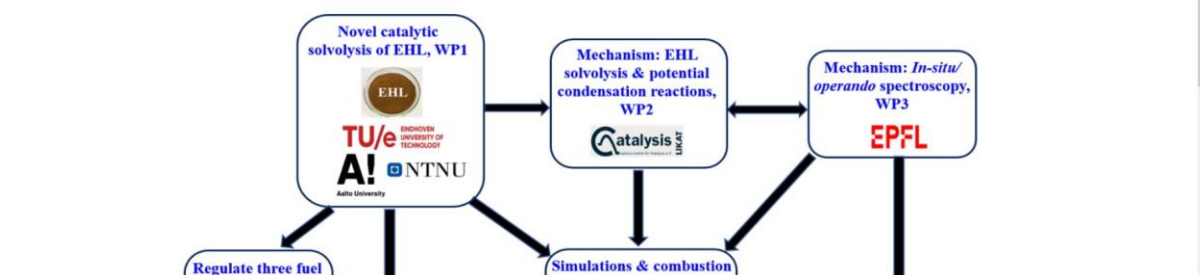 Novel catalytic
solvolysis of EHL, WP1
EHL
TU/e EINDHOVEN
UNIVERSITY OF
TECHNOLOGY
A! NTNU
Aalto University
Mechanism: EHL
solvolysis & potential
condensation reactions,
WP2
Catalysis LIKAT
Mechanism: In-situ/
operando spectroscopy,
WP3
EPFL
Regulate three fuel
Simulations & combustion